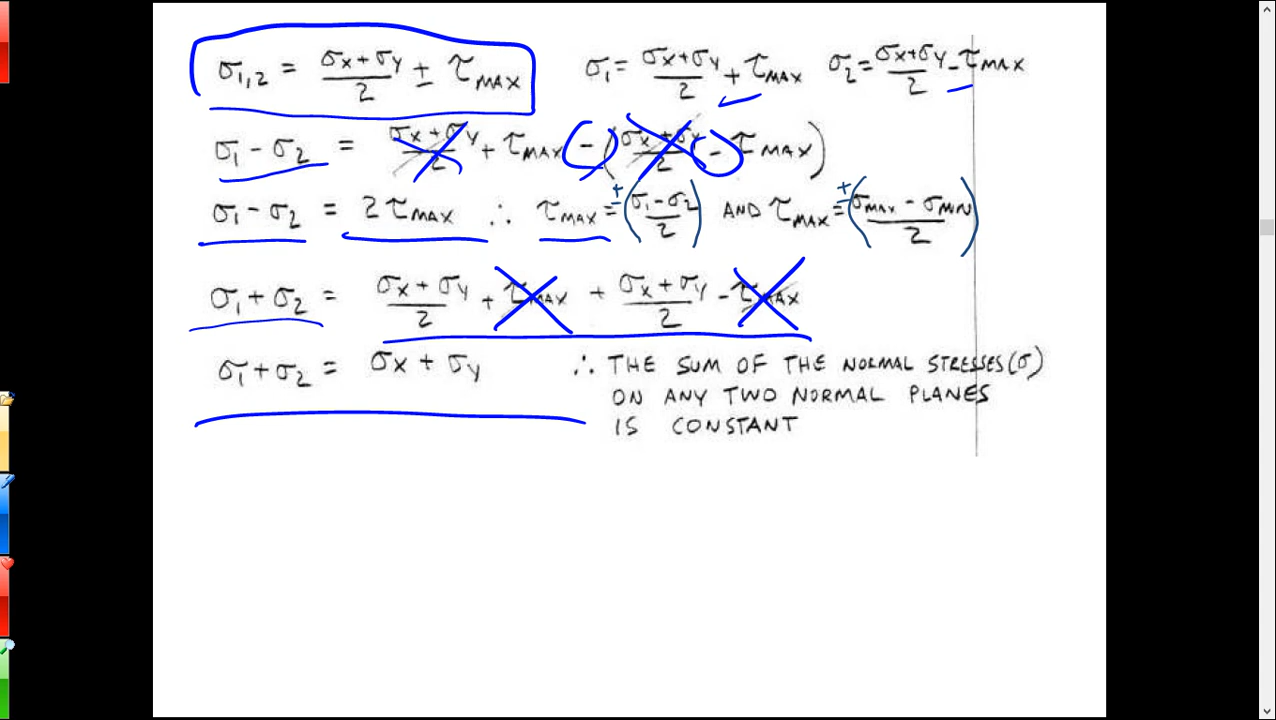 σ1,2 = (σx + σy)/2 ± τMAX   σ1 = (σx+σy)/2 + τMAX   σ2 = (σx+σy)/2 - τMAX
σ1 - σ2 = (σx + σy)/2 + τMAX - ((σx + σy)/2 - τMAX)
σ1 - σ2 = 2τMAX ∴ τMAX = ±(σ1-σ2/2) AND τMAX = ±(σMAX - σMIN/2)
σ1 + σ2 = (σx + σy)/2 + τMAX + (σx + σy)/2 - τMAX
σ1 + σ2 = σx + σy ∴ THE SUM OF THE NORMAL STRESSES (σ)
ON ANY TWO NORMAL PLANES
IS CONSTANT